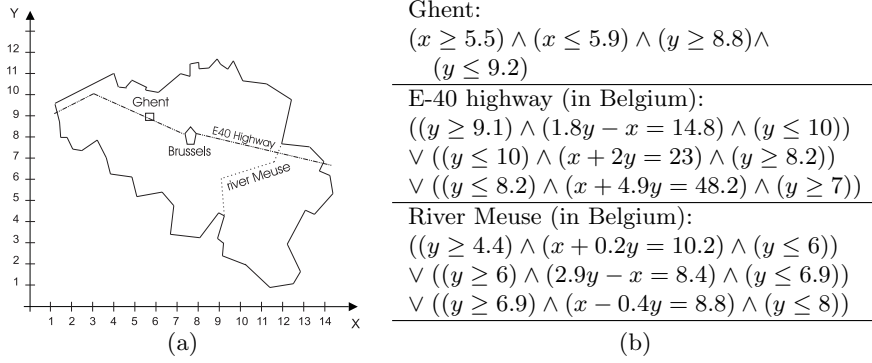 Y
12
11
10
9
8
7
6
5
4
3
2
1
1 2 3 4 5 6 7 8 9 10 11 12 13 14
X
Ghent
E40 Highway
Brussels
river Meuse
(a)
Ghent:
(x ≥ 5.5) ∧ (x ≤ 5.9) ∧ (y ≥ 8.8)∧
(y ≤ 9.2)
E-40 highway (in Belgium):
((y ≥ 9.1) ∧ (1.8y − x = 14.8) ∧ (y ≤ 10))
∨ ((y ≤ 10) ∧ (x + 2y = 23) ∧ (y ≥ 8.2))
∨ ((y ≤ 8.2) ∧ (x + 4.9y = 48.2) ∧ (y ≥ 7))
River Meuse (in Belgium):
((y ≥ 4.4) ∧ (x + 0.2y = 10.2) ∧ (y ≤ 6))
∨ ((y ≥ 6) ∧ (2.9y − x = 8.4) ∧ (y ≤ 6.9))
∨ ((y ≥ 6.9) ∧ (x − 0.4y = 8.8) ∧ (y ≤ 8))
(b)